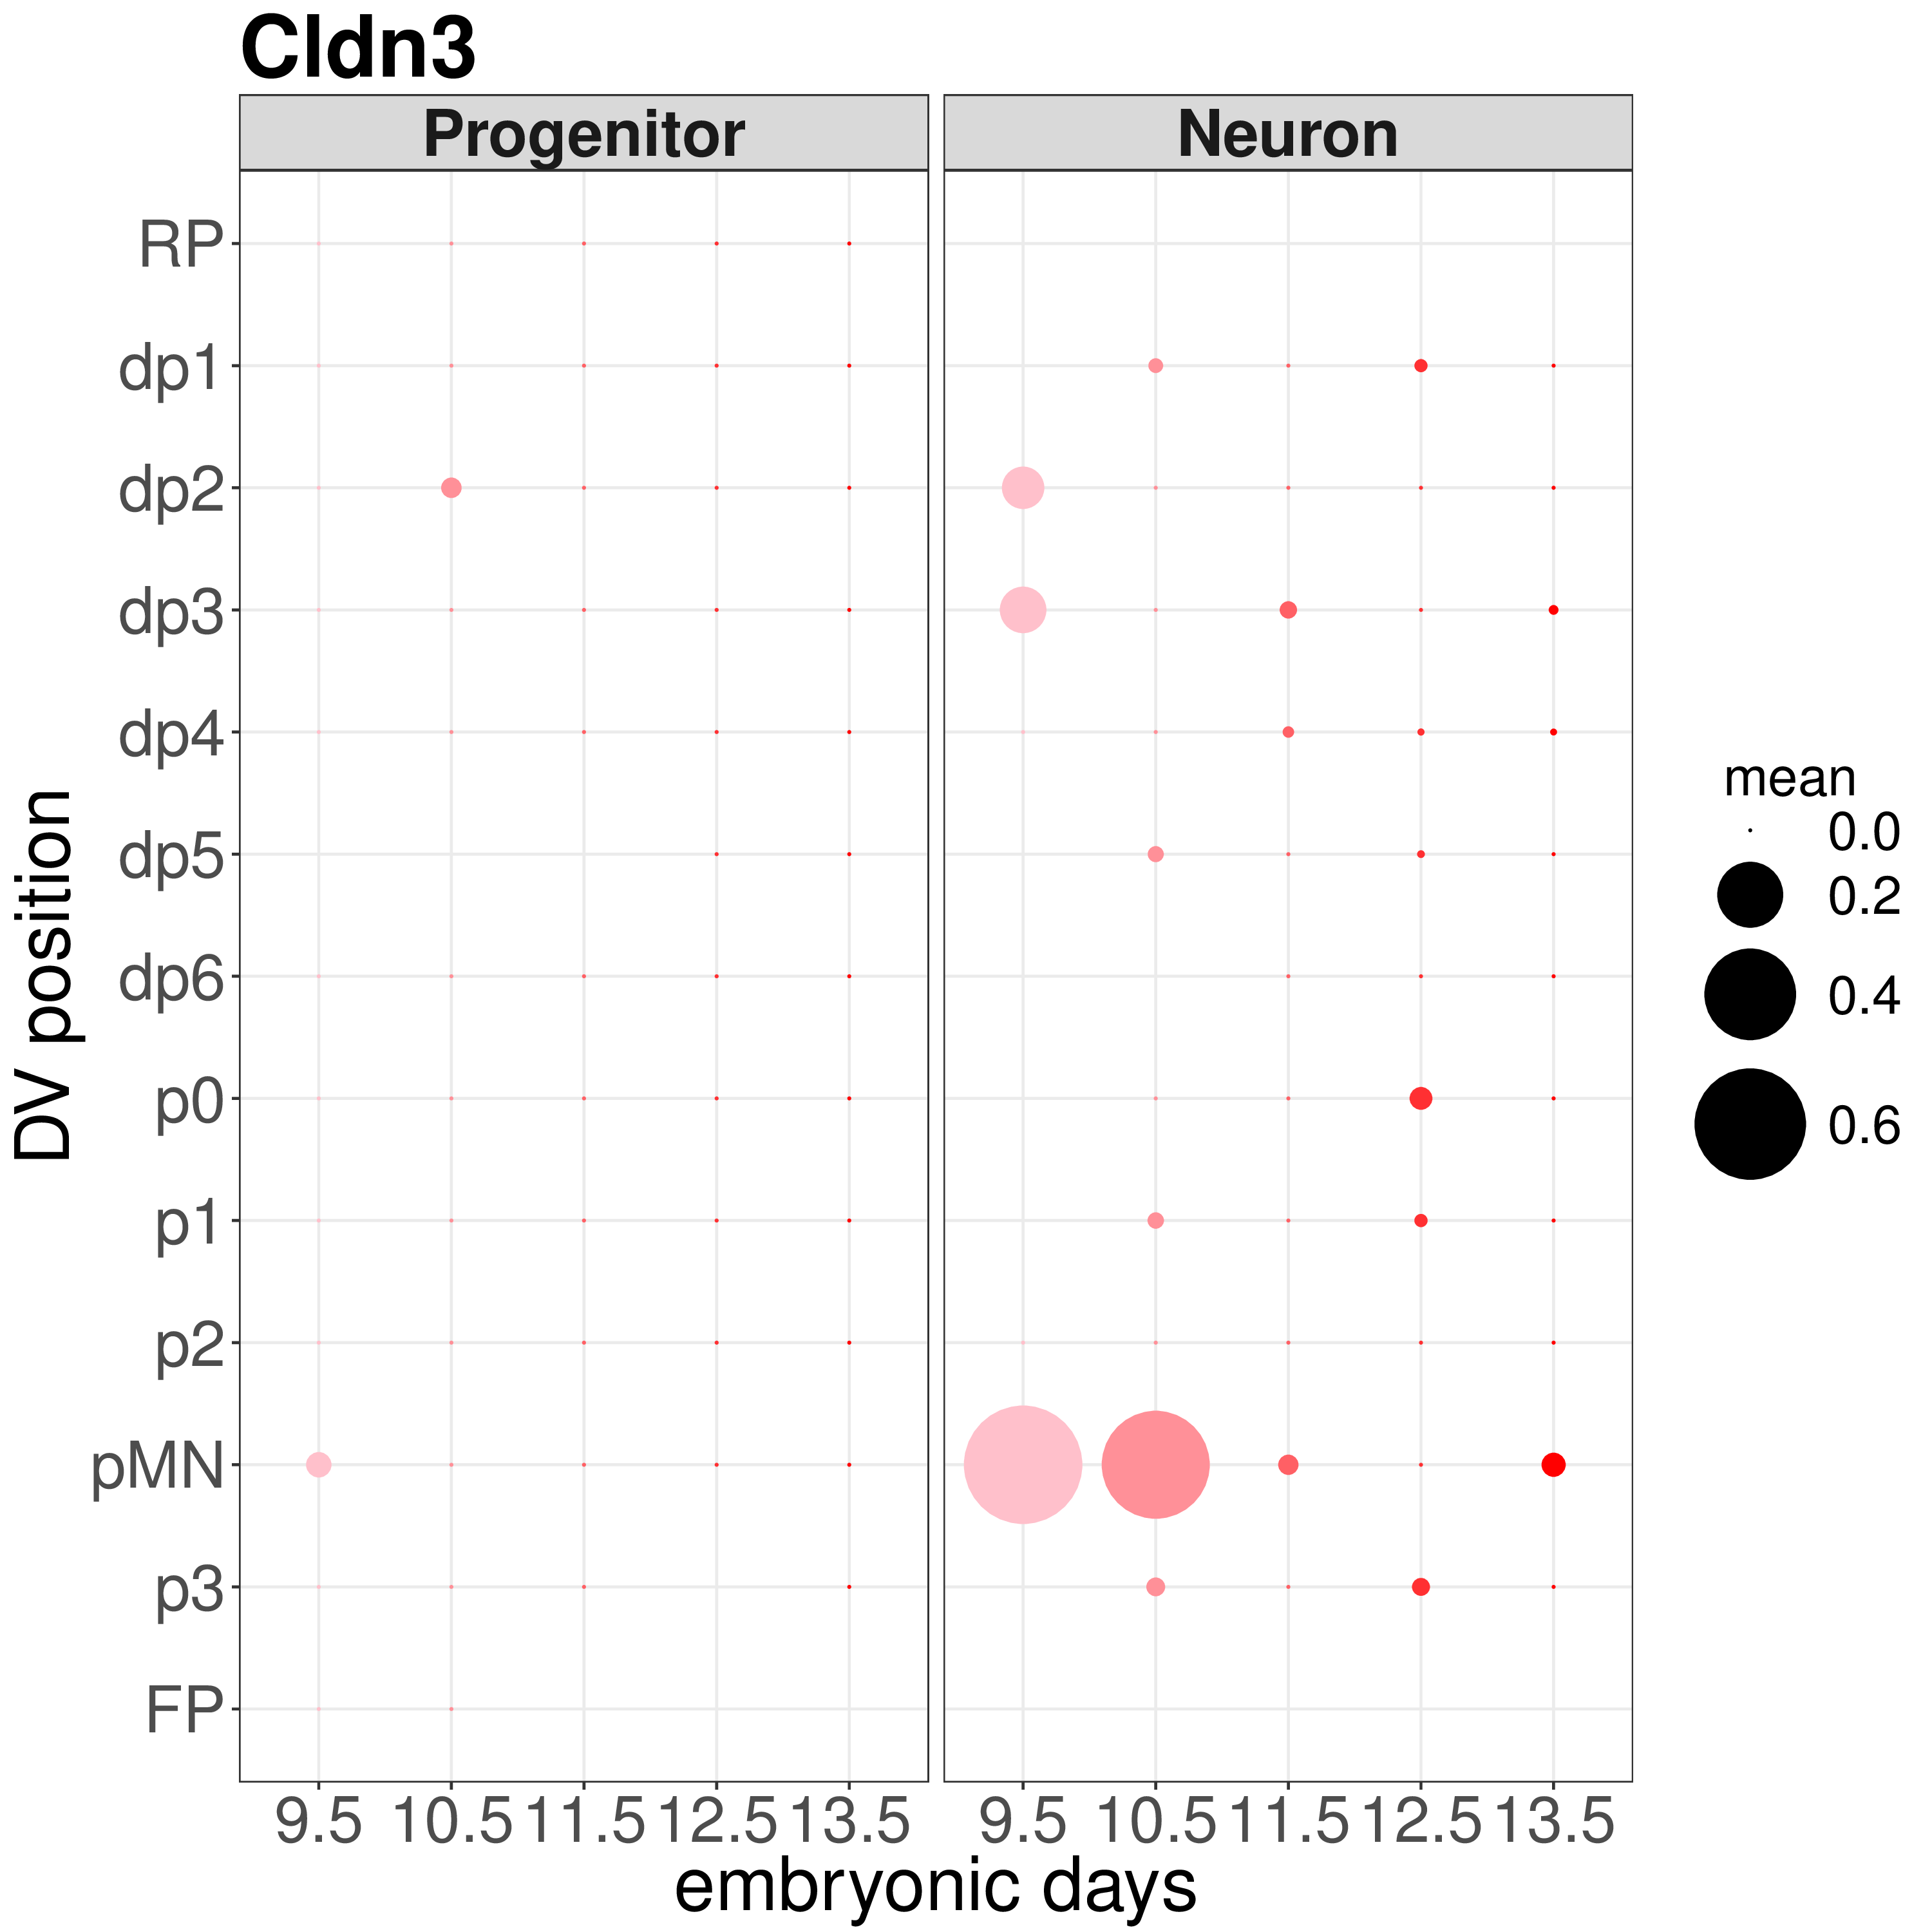 Cldn3
Progenitor Neuron
RP
dp1
dp2
dp3
dp4
dp5
dp6
p0
p1
p2
pMN
p3
FP
DV position
9.5 10.5 11.5 12.5 13.5 9.5 10.5 11.5 12.5 13.5
embryonic days
mean
0.0
0.2
0.4
0.6